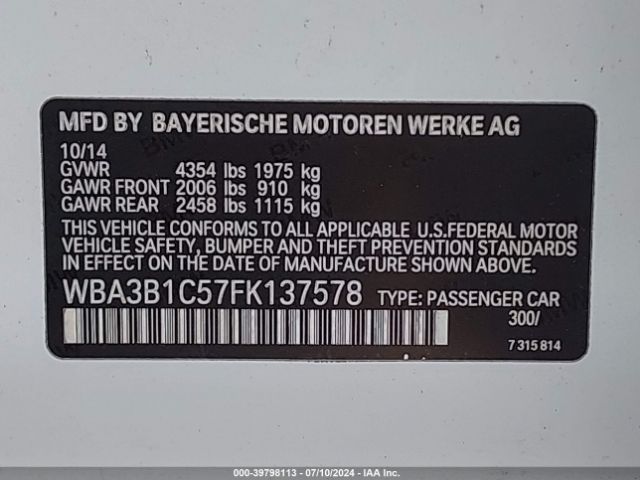 MFD BY BAYERISCHE MOTOREN WERKE AG
10/14
GVWR 4354 lbs 1975 kg
GAWR FRONT 2006 lbs 910 kg
GAWR REAR 2458 lbs 1115 kg
THIS VEHICLE CONFORMS TO ALL APPLICABLE U.S.FEDERAL MOTOR
VEHICLE SAFETY, BUMPER AND THEFT PREVENTION STANDARDS
IN EFFECT ON THE DATE OF MANUFACTURE SHOWN ABOVE.
WBA3B1C57FK137578 TYPE: PASSENGER CAR
300/
7 315 814
000-39798113 - 07/10/2024 - IAA Inc.